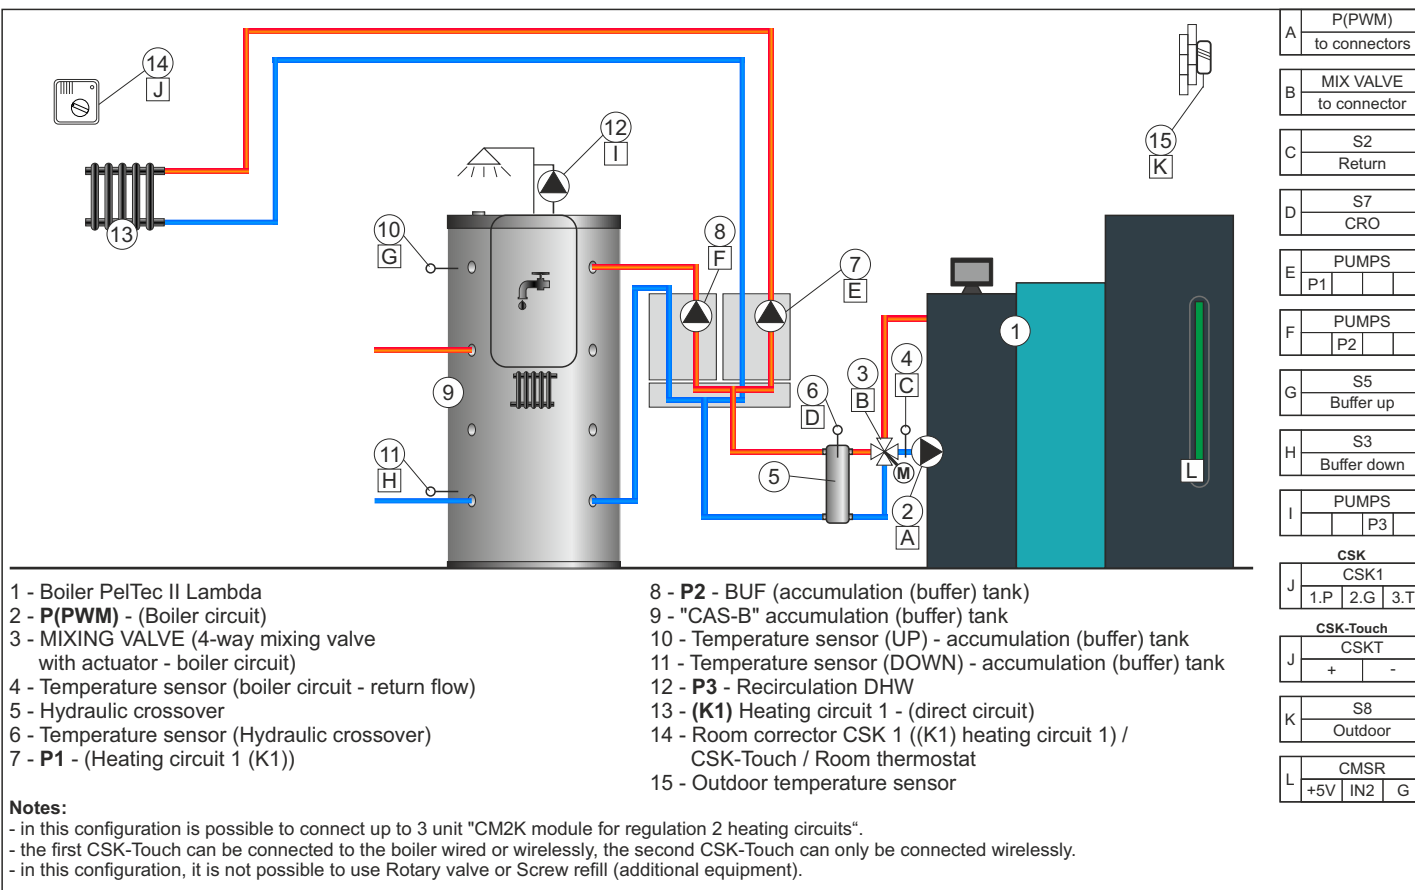 14
J
12
I
15
K
13
10
G
8
F
7
E
9
11
H
6
D
3
B
4
C
1
5
M
2
A
L
A
P(PWM)
to connectors
B
MIX VALVE
to connector
C
S2
Return
D
S7
CRO
E
PUMPS
P1
F
PUMPS
P2
G
S5
Buffer up
H
S3
Buffer down
I
PUMPS
P3
CSK
J
CSK1
1.P 2.G 3.T
CSK-Touch
J
CSKT
+ -
K
S8
Outdoor
L
CMSR
+5V IN2 G
1 - Boiler PelTec II Lambda
2 - P(PWM) - (Boiler circuit)
3 - MIXING VALVE (4-way mixing valve
with actuator - boiler circuit)
4 - Temperature sensor (boiler circuit - return flow)
5 - Hydraulic crossover
6 - Temperature sensor (Hydraulic crossover)
7 - P1 - (Heating circuit 1 (K1))
8 - P2 - BUF (accumulation (buffer) tank)
9 - "CAS-B" accumulation (buffer) tank
10 - Temperature sensor (UP) - accumulation (buffer) tank
11 - Temperature sensor (DOWN) - accumulation (buffer) tank
12 - P3 - Recirculation DHW
13 - (K1) Heating circuit 1 - (direct circuit)
14 - Room corrector CSK 1 ((K1) heating circuit 1) /
CSK-Touch / Room thermostat
15 - Outdoor temperature sensor
Notes:
- in this configuration is possible to connect up to 3 unit "CM2K module for regulation 2 heating circuits“.
- the first CSK-Touch can be connected to the boiler wired or wirelessly, the second CSK-Touch can only be connected wirelessly.
- in this configuration, it is not possible to use Rotary valve or Screw refill (additional equipment).